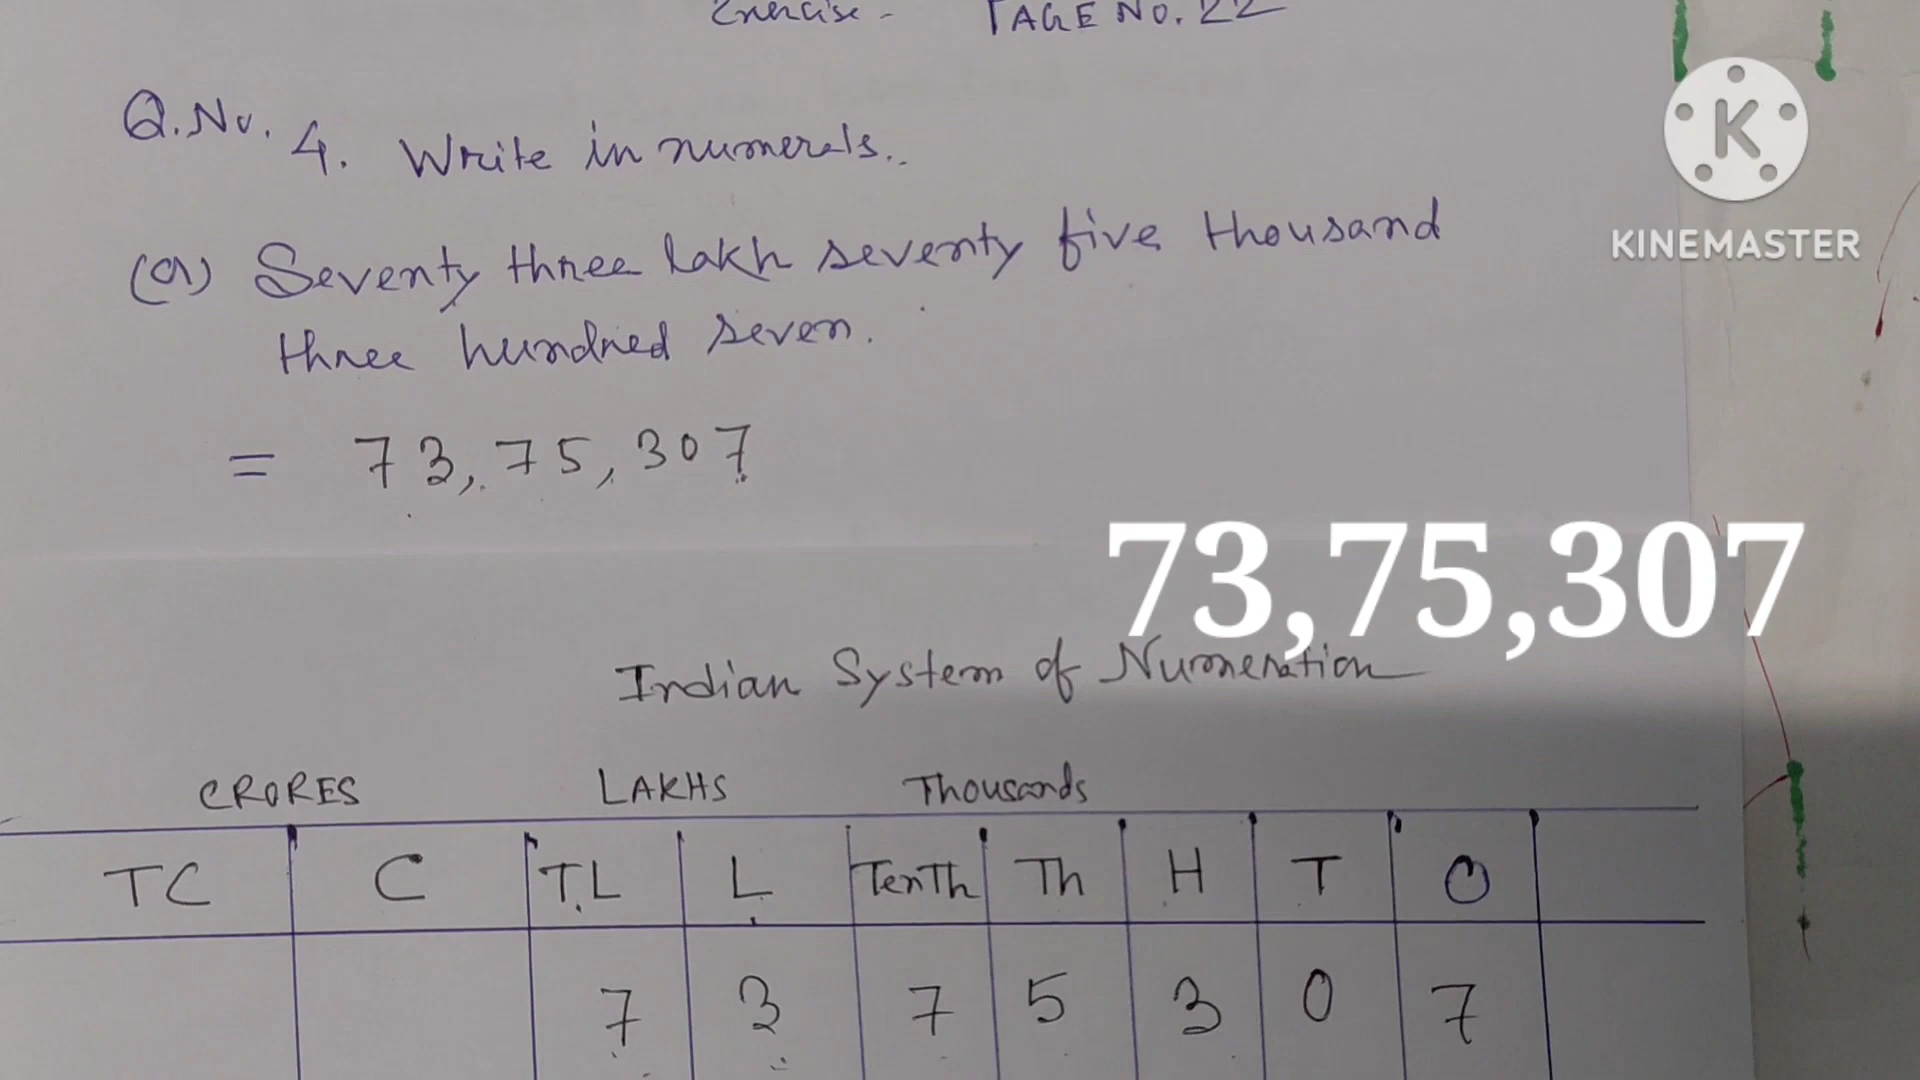 Exercise - PAGE NO. 22
Q.No. 4. Write in numerals..
(a) Seventy three lakh seventy five thousand
three hundred seven.
= 73,75,307
73,75,307
Indian System of Numeration
CRORES LAKHS Thousands
TC C T.L L TenTh Th H T O
7 3 7 5 3 0 7
K
KINEMASTER